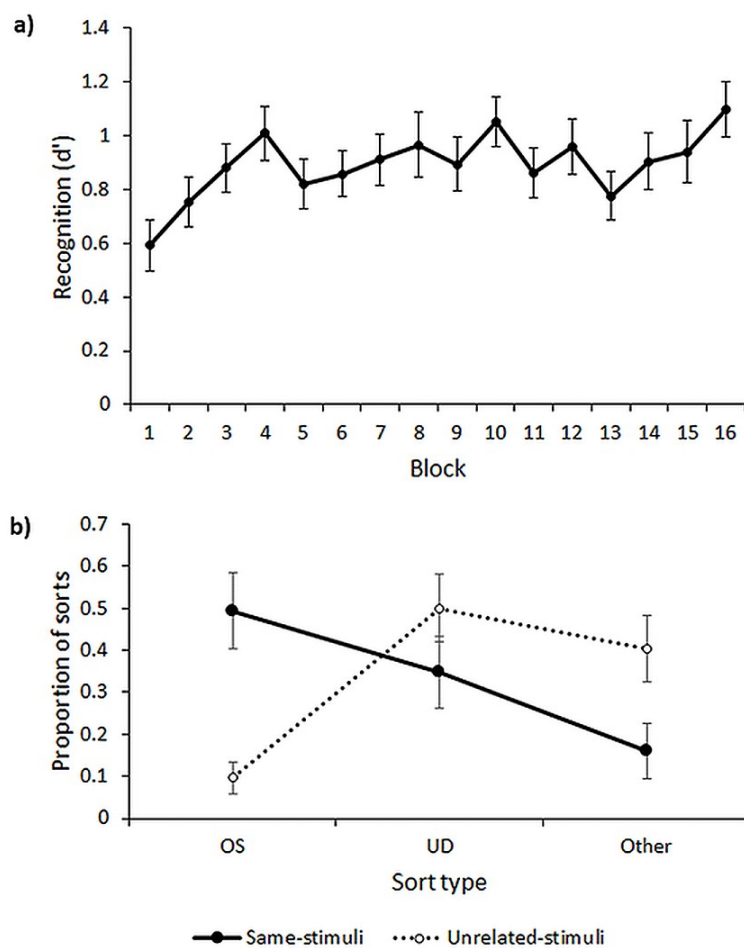 a)
1.4
1.2
1
0.8
0.6
0.4
0.2
0
Recognition (d')
1 2 3 4 5 6 7 8 9 10 11 12 13 14 15 16
Block
b)
0.7
0.6
0.5
0.4
0.3
0.2
0.1
0
Proportion of sorts
OS UD Other
Sort type
Same-stimuli Unrelated-stimuli